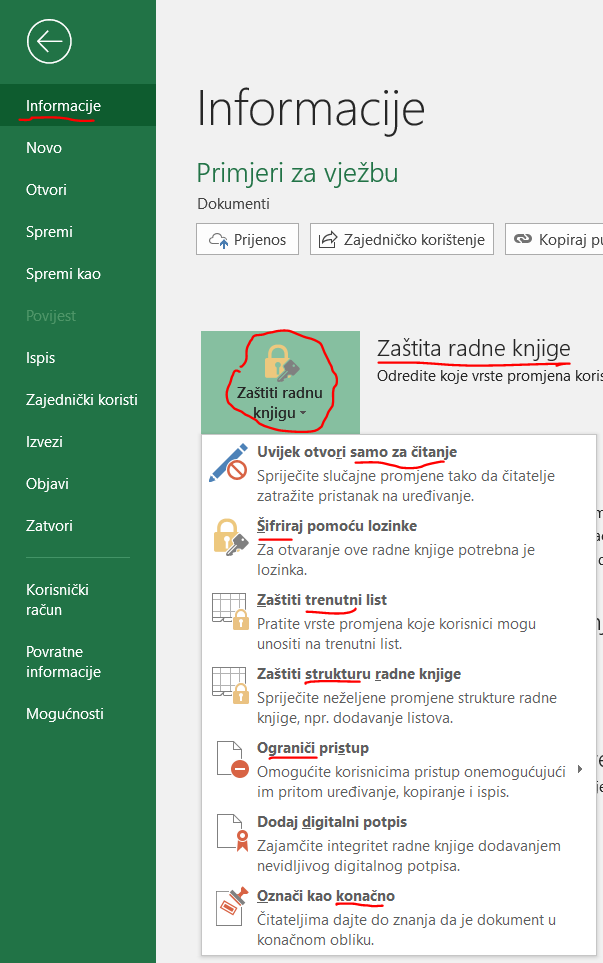 Informacije
Novo
Otvori
Spremi
Spremi kao
Povijest
Ispis
Zajednički koristi
Izvezi
Objavi
Zatvori
Korisnički
račun
Povratne
informacije
Mogućnosti
Informacije
Primjeri za vježbu
Dokumenti
Prijenos
Zajedničko korištenje
Kopiraj
Zaštiti radnu
knjigu
Zaštita radne knjige
Odredite koje vrste promjena
Uvijek otvori samo za čitanje
Spriječite slučajne promjene tako da čitatelje
zatražite pristanak na uređivanje.
Šifriraj pomoću lozinke
Za otvaranje ove radne knjige potrebna je
lozinka.
Zaštiti trenutni list
Pratite vrste promjena koje korisnici mogu
unositi na trenutni list.
Zaštiti strukturu radne knjige
Spriječite neželjene promjene strukture radne
knjige, npr. dodavanje listova.
Ograniči pristup
Omogućite korisnicima pristup onemogućujući
im pritom uređivanje, kopiranje i ispis.
Dodaj digitalni potpis
Zajamčite integritet radne knjige dodavanjem
nevidljivog digitalnog potpisa.
Označi kao konačno
Čitateljima dajte do znanja da je dokument u
konačnom obliku.